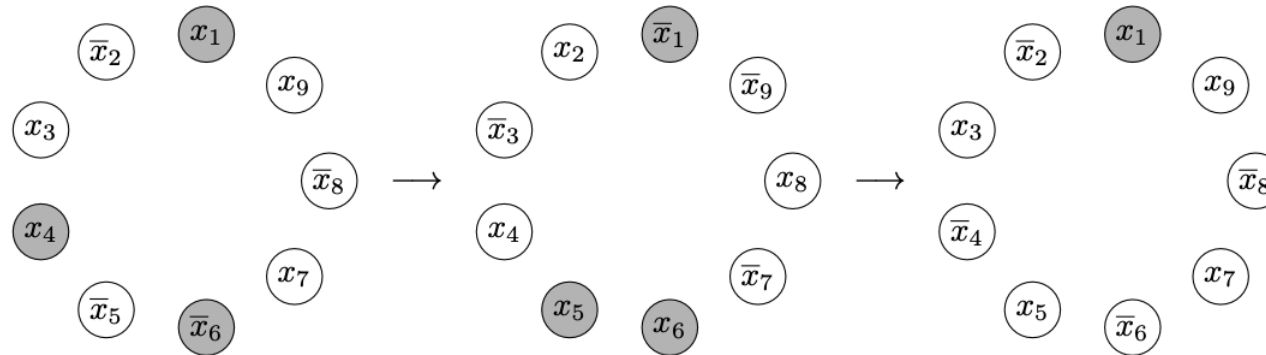 x̅₂ x₁ x₉ x̅₈ x₇ x̅₆ x̅₅ x₄ x₃
⟶
x₂ x̅₁ x̅₉ x₈ x̅₇ x₆ x₅ x₄ x̅₃
⟶
x̅₂ x₁ x₉ x̅₈ x₇ x̅₆ x₅ x̅₄ x₃